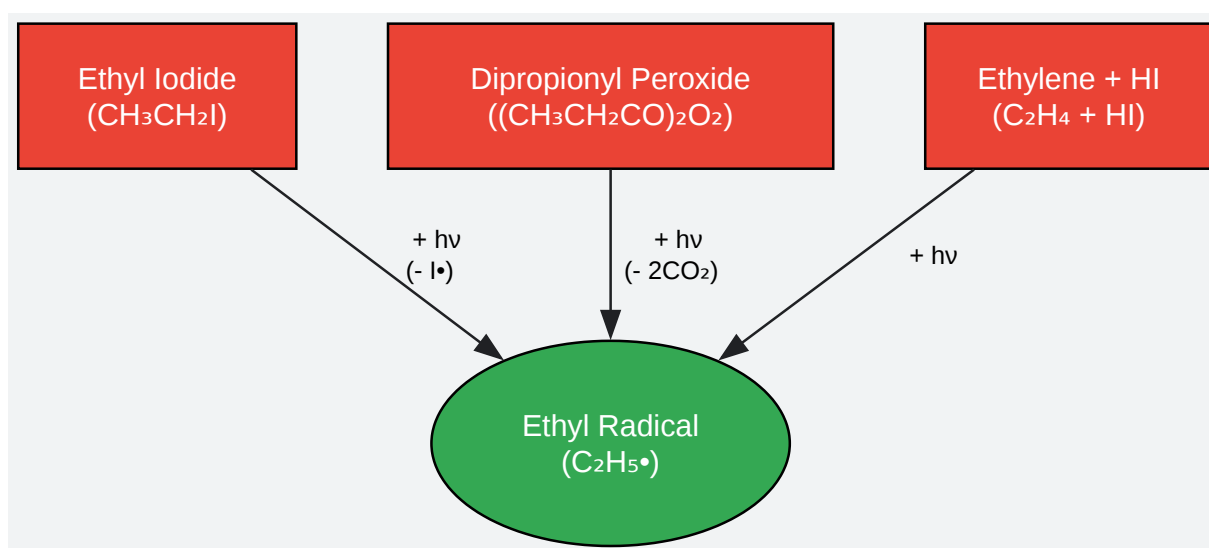 Ethyl Iodide
(CH₃CH₂I)
Dipropionyl Peroxide
((CH₃CH₂CO)₂O₂)
Ethylene + HI
(C₂H₄ + HI)
+ hν
(- I•)
+ hν
(- 2CO₂)
+ hν
Ethyl Radical
(C₂H₅•)